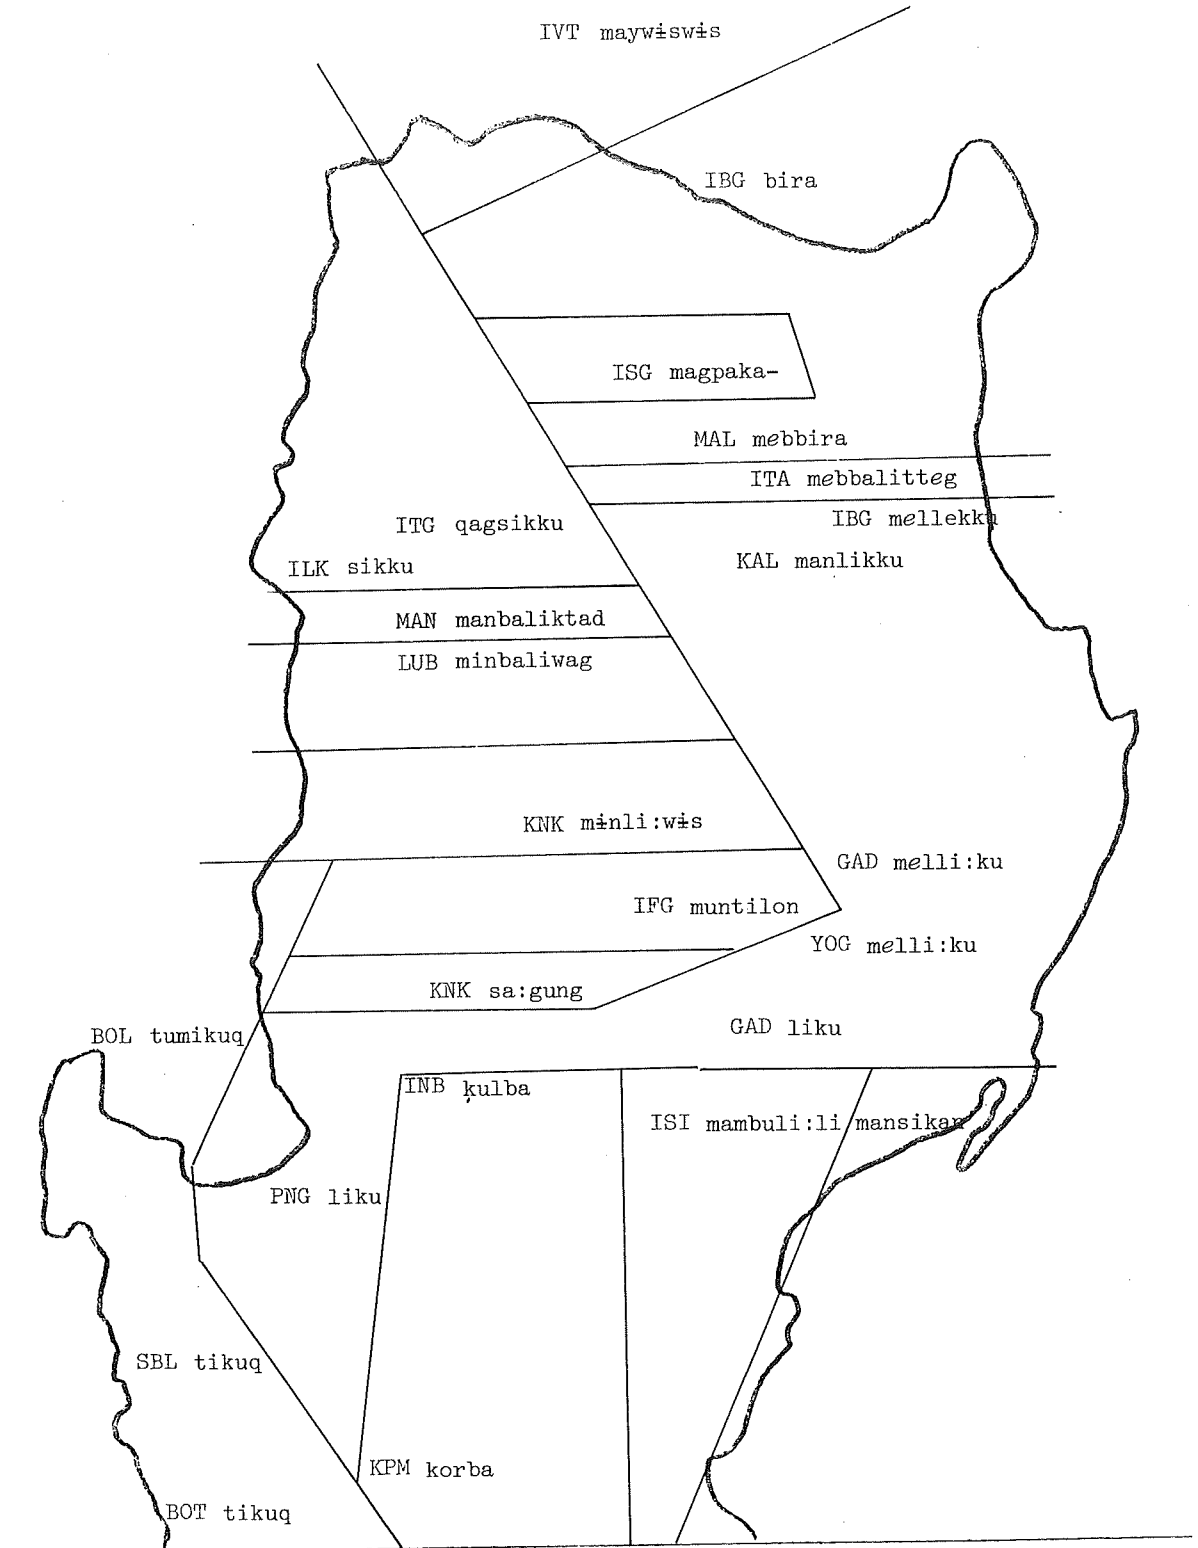 IVT maywɨswɨs
IBG bira
ISG magpaka-
MAL mebbira
ITA mebbalitteg
IBG mellekku
ITG qagsikku
KAL manlikku
ILK sikku
MAN manbaliktad
LUB minbaliwag
KNK mɨnli:wɨs
GAD melli:ku
IFG muntilon
YOG melli:ku
KNK sa:gung
GAD liku
BOL tumikuq
INB ḳulba
ISI mambuli:li/mansikan
PNG liku
SBL tikuq
KPM korba
BOT tikuq